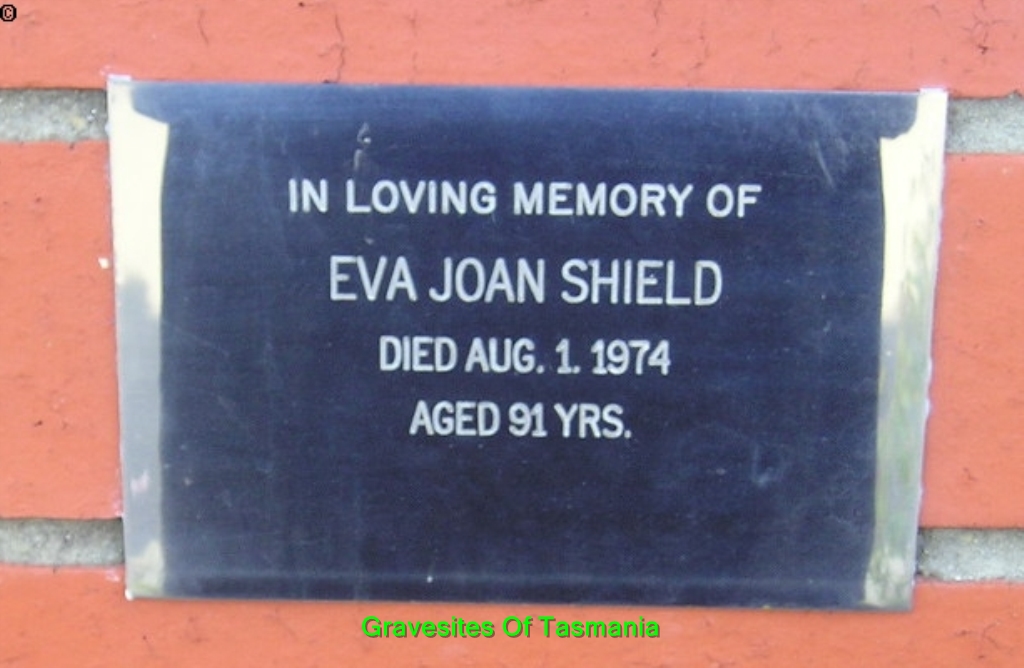 ©
IN LOVING MEMORY OF
EVA JOAN SHIELD
DIED AUG. 1. 1974
AGED 91 YRS.
Gravesites Of Tasmania